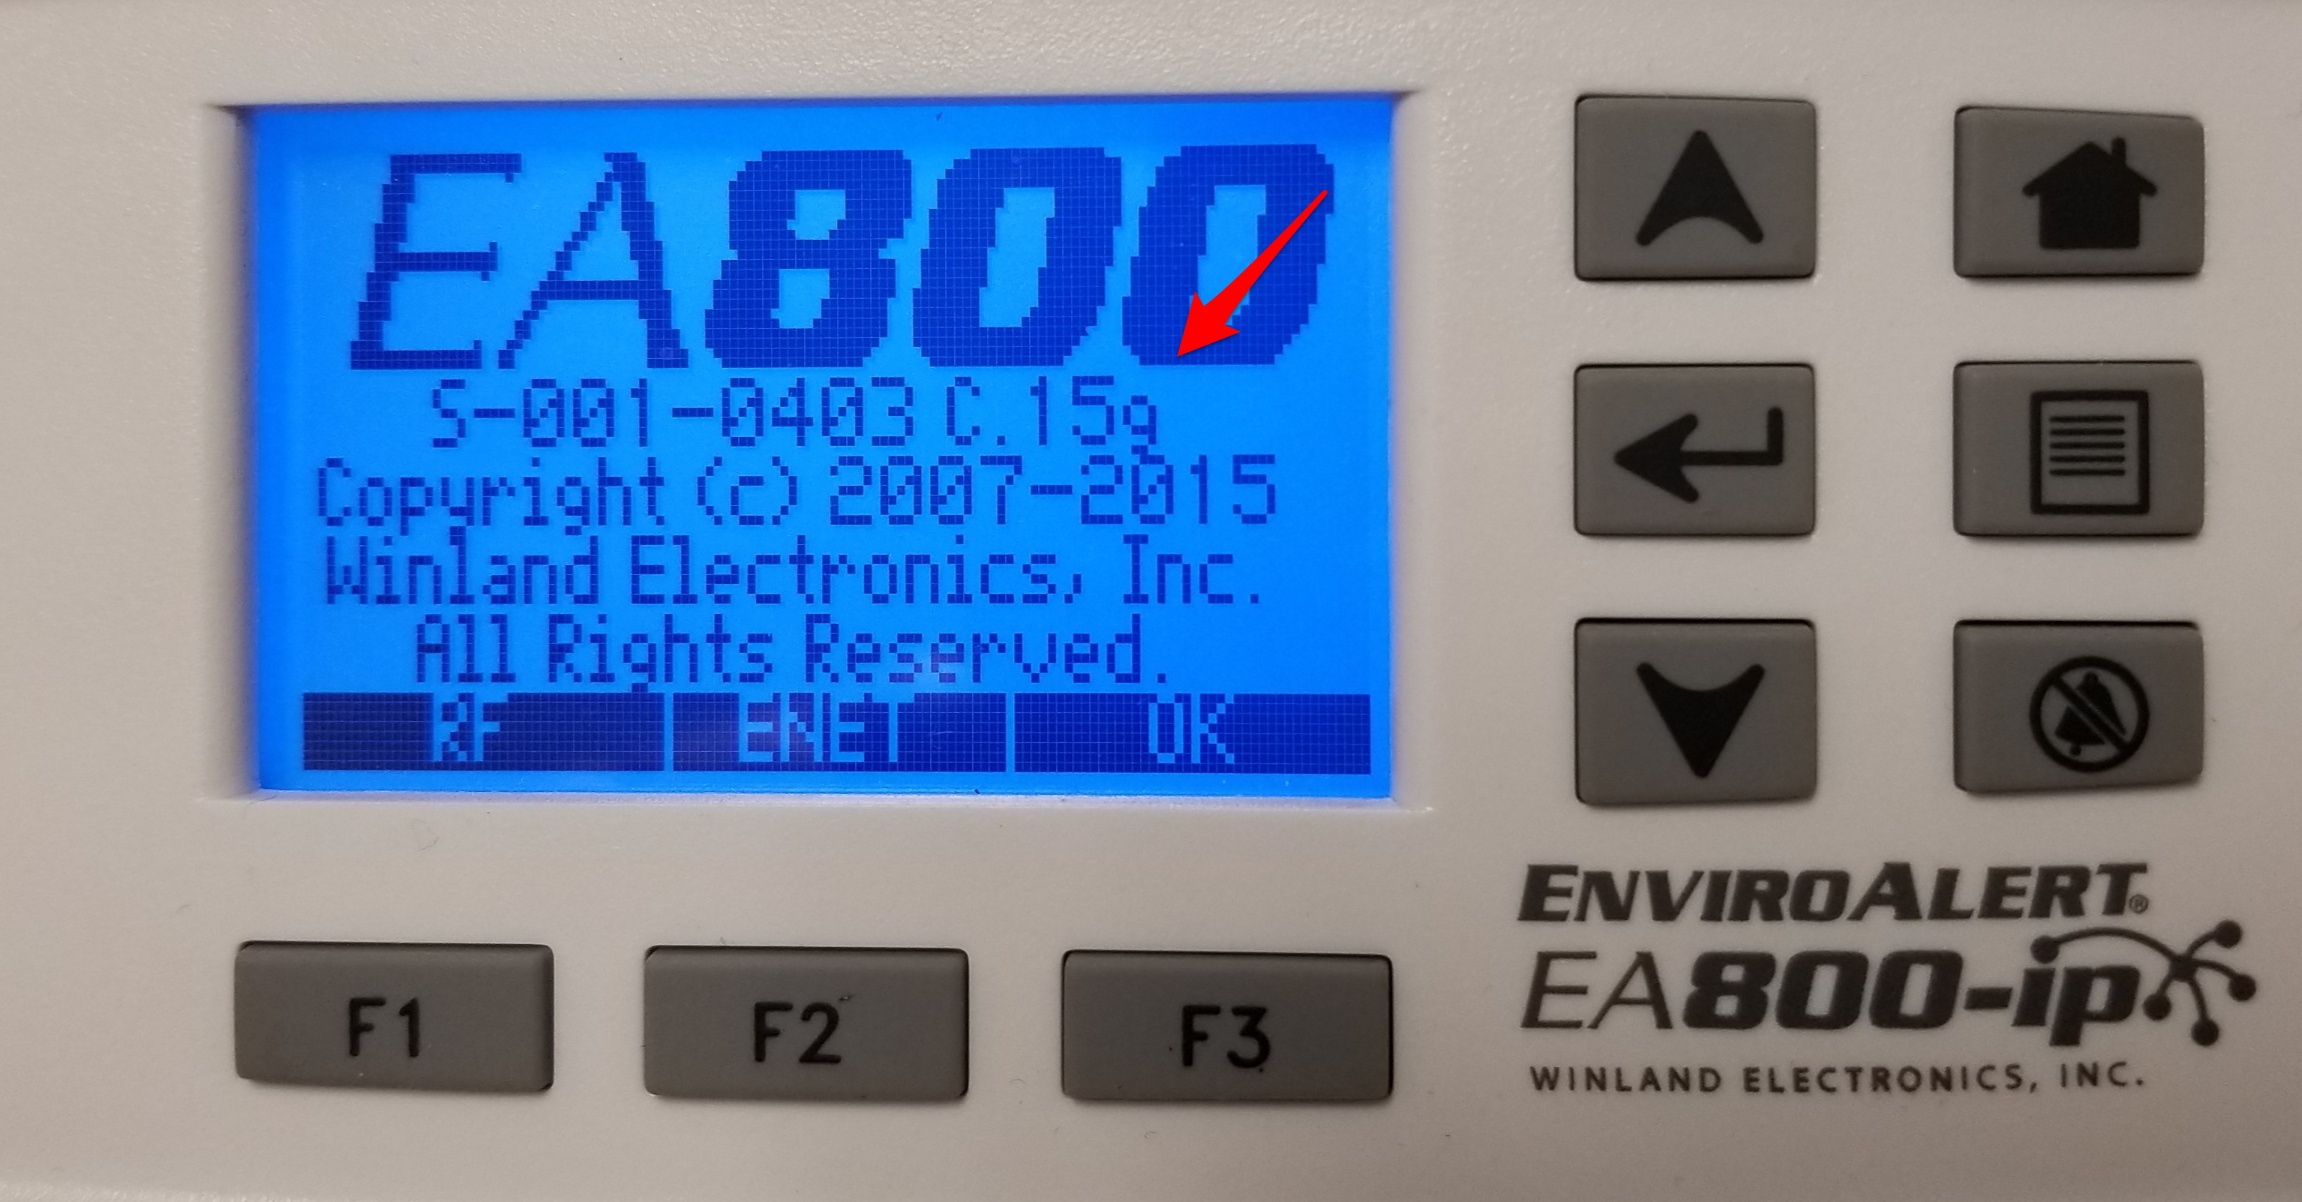 EA800
S-001-0403 C.15g
Copyright (c) 2007-2015
Winland Electronics, Inc.
All Rights Reserved.
RF ENET OK
F1 F2 F3
ENVIROALERT®
EA800-ip
WINLAND ELECTRONICS, INC.